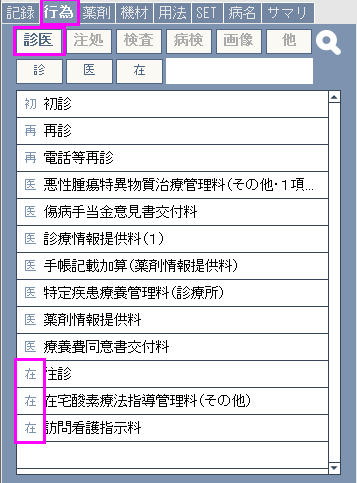 記録 行為 薬剤 機材 用法 SET 病名 サマリ
診医 注処 検査 病検 画像 他
診 医 在
初 初診
再 再診
再 電話等再診
医 悪性腫瘍特異物質治療管理料(その他・1項...
医 傷病手当金意見書交付料
医 診療情報提供料(1)
医 手帳記載加算(薬剤情報提供料)
医 特定疾患療養管理料(診療所)
医 薬剤情報提供料
医 療養費同意書交付料
在 往診
在 在宅酸素療法指導管理料(その他)
在 訪問看護指示料